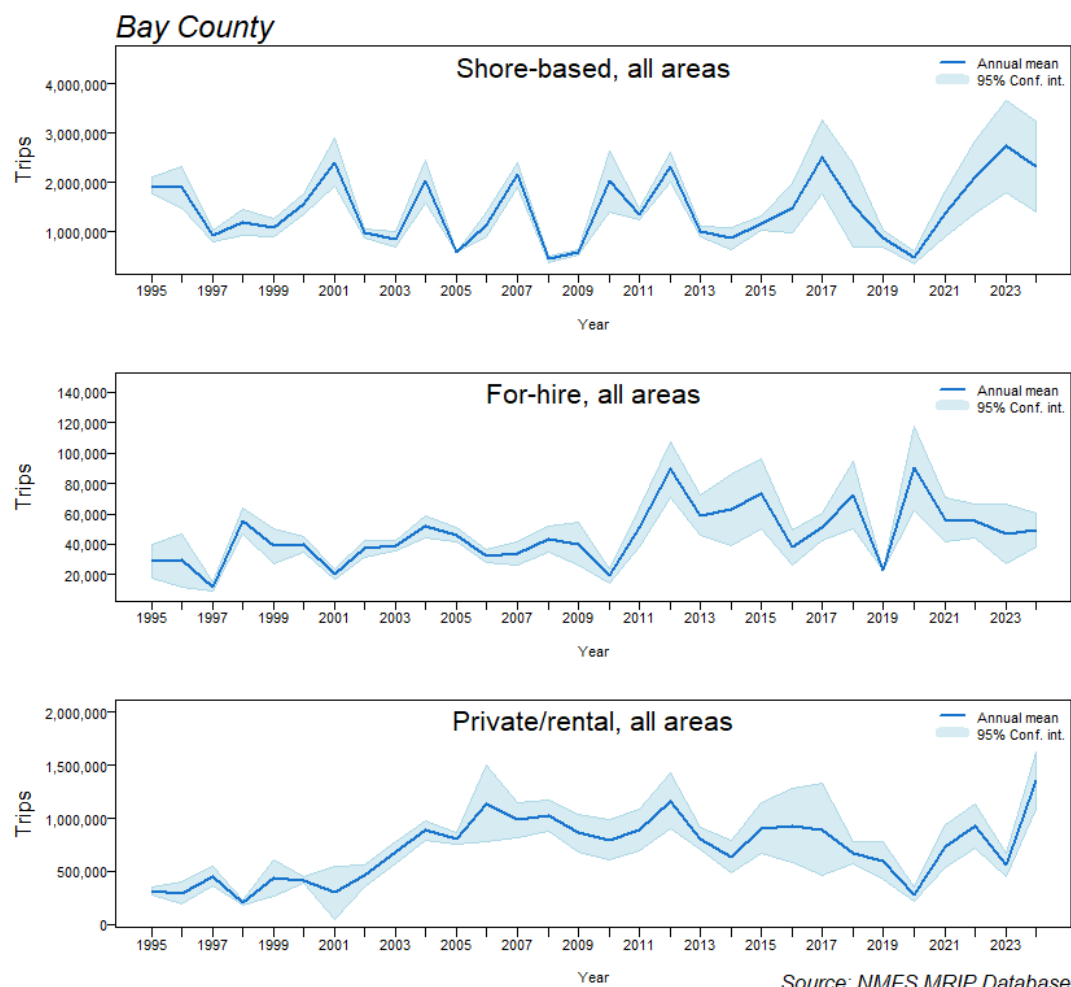 Bay County
Shore-based, all areas
Annual mean
95% Conf. int.
Trips
4,000,000
3,000,000
2,000,000
1,000,000
1995 1997 1999 2001 2003 2005 2007 2009 2011 2013 2015 2017 2019 2021 2023
Year
For-hire, all areas
Annual mean
95% Conf. int.
Trips
140,000
120,000
100,000
80,000
60,000
40,000
20,000
1995 1997 1999 2001 2003 2005 2007 2009 2011 2013 2015 2017 2019 2021 2023
Year
Private/rental, all areas
Annual mean
95% Conf. int.
Trips
2,000,000
1,500,000
1,000,000
500,000
0
1995 1997 1999 2001 2003 2005 2007 2009 2011 2013 2015 2017 2019 2021 2023
Year
Source: NMFS MRIP Database